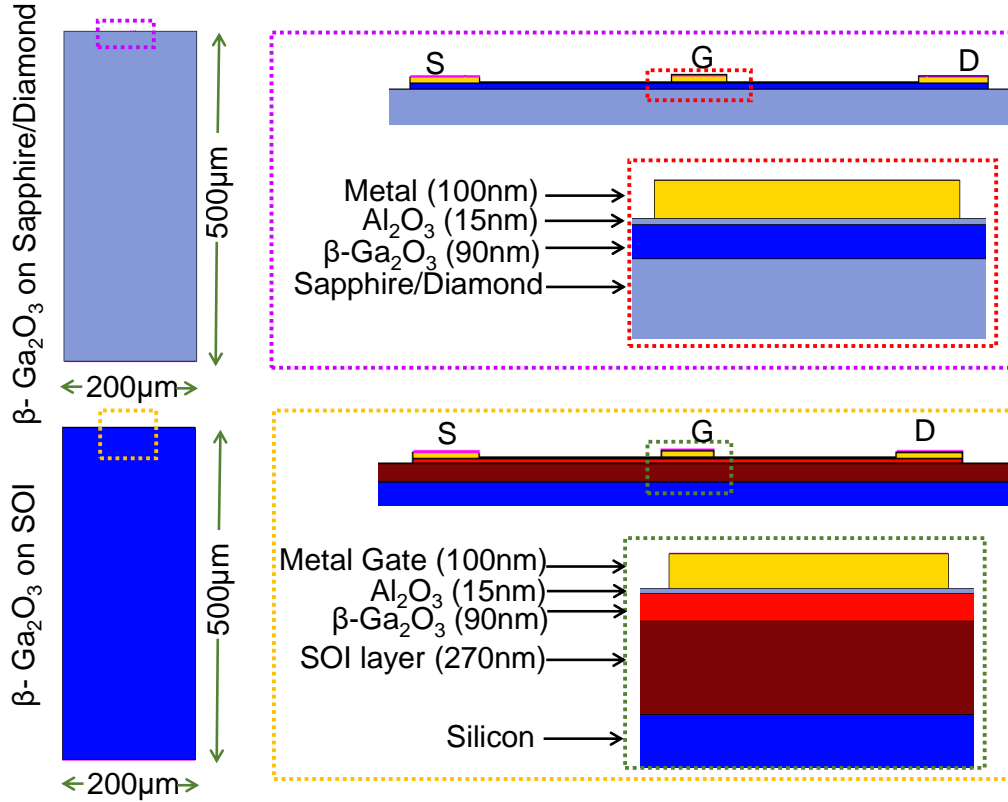 β- Ga₂O₃ on Sapphire/Diamond
500µm
200µm
S
G
D
Metal (100nm)
Al₂O₃ (15nm)
β-Ga₂O₃ (90nm)
Sapphire/Diamond
β- Ga₂O₃ on SOI
500µm
200µm
S
G
D
Metal Gate (100nm)
Al₂O₃ (15nm)
β-Ga₂O₃ (90nm)
SOI layer (270nm)
Silicon